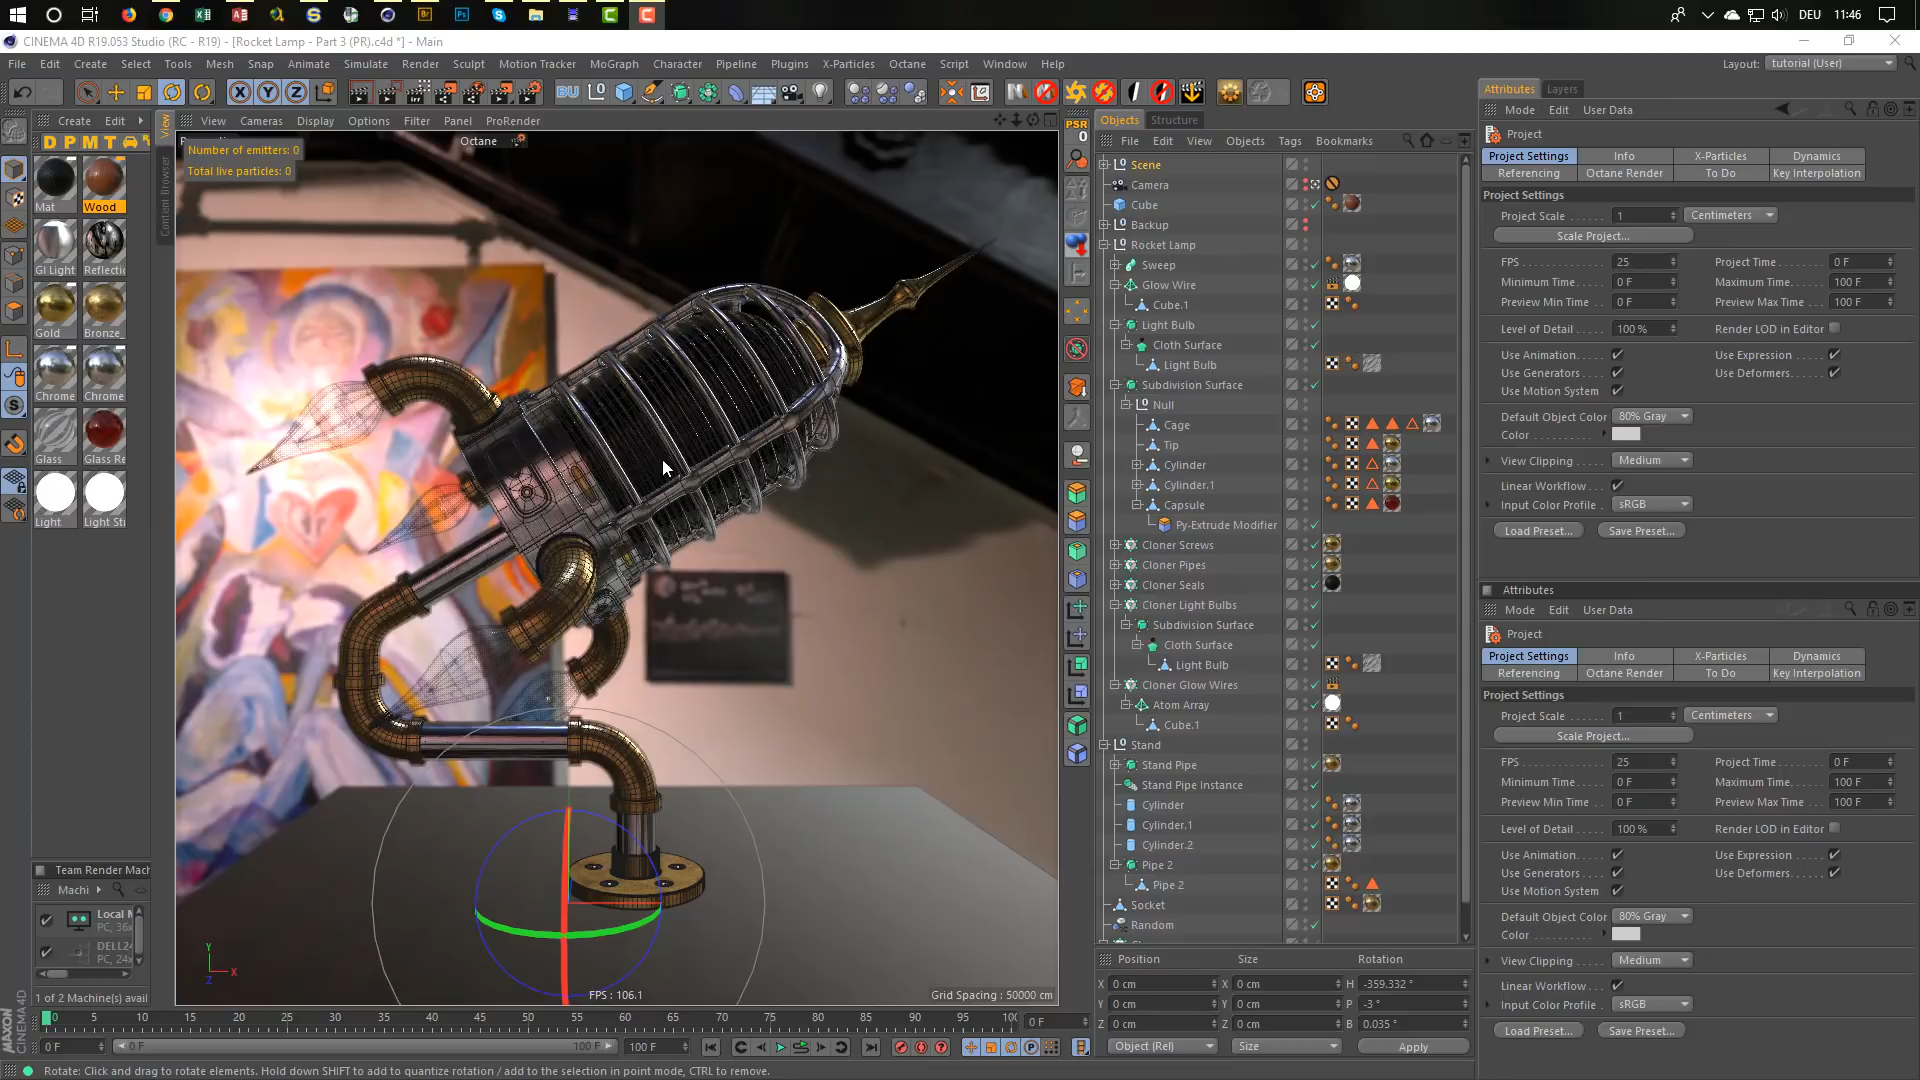 DEU 11:46
CINEMA 4D R19.053 Studio (RC - R19) - [Rocket Lamp - Part 3 (PR).c4d *] - Main
File Edit Create Select Tools Mesh Snap Animate Simulate Render Sculpt Motion Tracker MoGraph Character Pipeline Plugins X-Particles Octane Script Window Help
Layout: tutorial (User)
Create Edit
View Cameras Display Options Filter Panel ProRender
D P M T
View
Content Browser
Octane
Number of emitters: 0
Total live particles: 0
Mat Wood
GI Light Reflectic
Gold Bronze_
Chrome Chrome
Glass Glass Re
Light Light Str
Team Render Mach
Machi
Local M
PC, 36x
DELL24
PC, 24x
1 of 2 Machine(s) avail
Y
X
Z
FPS : 106.1
Grid Spacing : 50000 cm
PSR
0
Objects Structure
File Edit View Objects Tags Bookmarks
Scene
Camera
Cube
Backup
Rocket Lamp
Sweep
Glow Wire
Cube.1
Light Bulb
Cloth Surface
Light Bulb
Subdivision Surface
Null
Cage
Tip
Cylinder
Cylinder.1
Capsule
Py-Extrude Modifier
Cloner Screws
Cloner Pipes
Cloner Seals
Cloner Light Bulbs
Subdivision Surface
Cloth Surface
Light Bulb
Cloner Glow Wires
Atom Array
Cube.1
Stand
Stand Pipe
Stand Pipe Instance
Cylinder
Cylinder.1
Cylinder.2
Pipe 2
Pipe 2
Socket
Random
Position Size Rotation
X 0 cm X 0 cm H -359.332 °
Y 0 cm Y 0 cm P -3 °
Z 0 cm Z 0 cm B 0.035 °
Object (Rel) Size Apply
Attributes Layers
Mode Edit User Data
Project
Project Settings Info X-Particles Dynamics
Referencing Octane Render To Do Key Interpolation
Project Settings
Project Scale 1 Centimeters
Scale Project...
FPS 25 Project Time 0 F
Minimum Time 0 F Maximum Time 100 F
Preview Min Time 0 F Preview Max Time 100 F
Level of Detail 100 % Render LOD in Editor
Use Animation Use Expression
Use Generators Use Deformers
Use Motion System
Default Object Color 80% Gray
Color
View Clipping Medium
Linear Workflow
Input Color Profile sRGB
Load Preset... Save Preset...
Attributes
Mode Edit User Data
Project
Project Settings Info X-Particles Dynamics
Referencing Octane Render To Do Key Interpolation
Project Settings
Project Scale 1 Centimeters
Scale Project...
FPS 25 Project Time 0 F
Minimum Time 0 F Maximum Time 100 F
Preview Min Time 0 F Preview Max Time 100 F
Level of Detail 100 % Render LOD in Editor
Use Animation Use Expression
Use Generators Use Deformers
Use Motion System
Default Object Color 80% Gray
Color
View Clipping Medium
Linear Workflow
Input Color Profile sRGB
Load Preset... Save Preset...
0 5 10 15 20 25 30 35 40 45 50 55 60 65 70 75 80 85 90 95 100 0 F
0 F 0 F 100 F 100 F
MAXON CINEMA 4D
Rotate: Click and drag to rotate elements. Hold down SHIFT to add to quantize rotation / add to the selection in point mode, CTRL to remove.